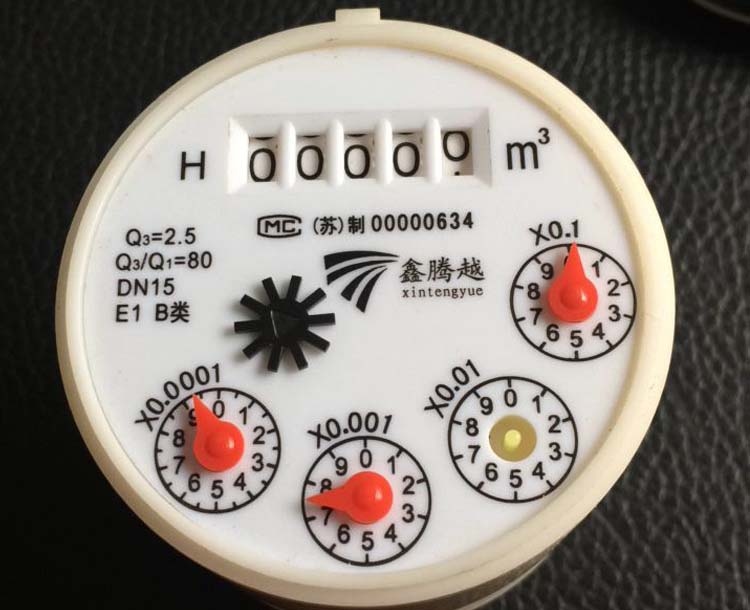 H 00000 m³
MC (苏)制 00000634
Q3=2.5
Q3/Q1=80
DN15
E1 B类
鑫腾越
xintengyue
X0.1
0 1 2 3 4 5 6 7 8 9
X0.01
0 1 2 3 4 5 6 7 8 9
X0.001
0 1 2 3 4 5 6 7 8 9
X0.0001
0 1 2 3 4 5 6 7 8 9